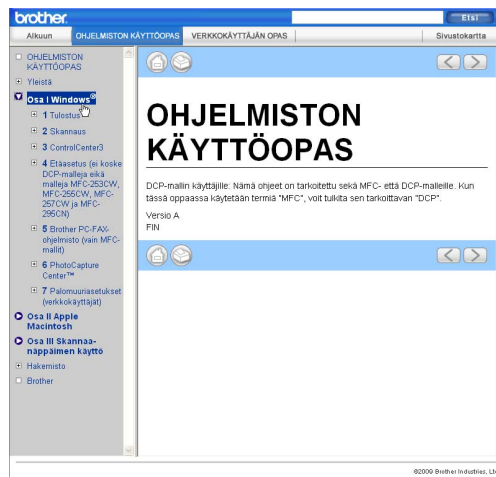 brother
Etsi
Alkuun
OHJELMISTON KÄYTTÖOPAS
VERKKOKÄYTTÄJÄN OPAS
Sivustokartta
OHJELMISTON
KÄYTTÖOPAS
Yleistä
Osa I Windows®
1 Tulostus
2 Skannaus
3 ControlCenter3
4 Etäasetus (ei koske
DCP-malleja eikä
malleja MFC-253CW,
MFC-255CW, MFC-
257CW ja MFC-
295CN)
5 Brother PC-FAX-
ohjelmisto (vain MFC-
mallit)
6 PhotoCapture
Center™
7 Palomuuriasetukset
(verkkokäyttäjät)
Osa II Apple
Macintosh
Osa III Skannaa-
näppäimen käyttö
Hakemisto
Brother
OHJELMISTON
KÄYTTÖOPAS
DCP-mallin käyttäjille: Nämä ohjeet on tarkoitettu sekä MFC- että DCP-malleille. Kun
tässä oppaassa käytetään termiä "MFC", voit tulkita sen tarkoittavan "DCP".
Versio A
FIN
©2009 Brother Industries, Lt